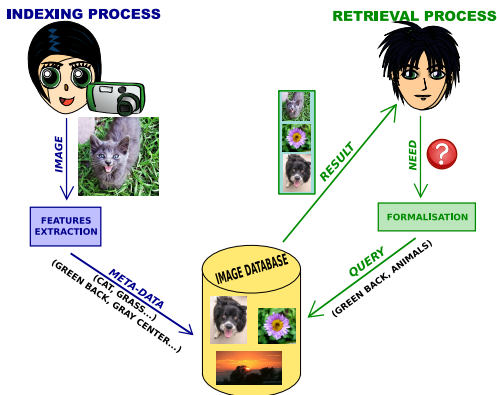 INDEXING PROCESS
RETRIEVAL PROCESS
IMAGE
NEED
?
RESULT
FEATURES
EXTRACTION
FORMALISATION
META-DATA
(CAT, GRASS...)
(GREEN BACK, GRAY CENTER...)
IMAGE DATABASE
QUERY
(GREEN BACK, ANIMALS)